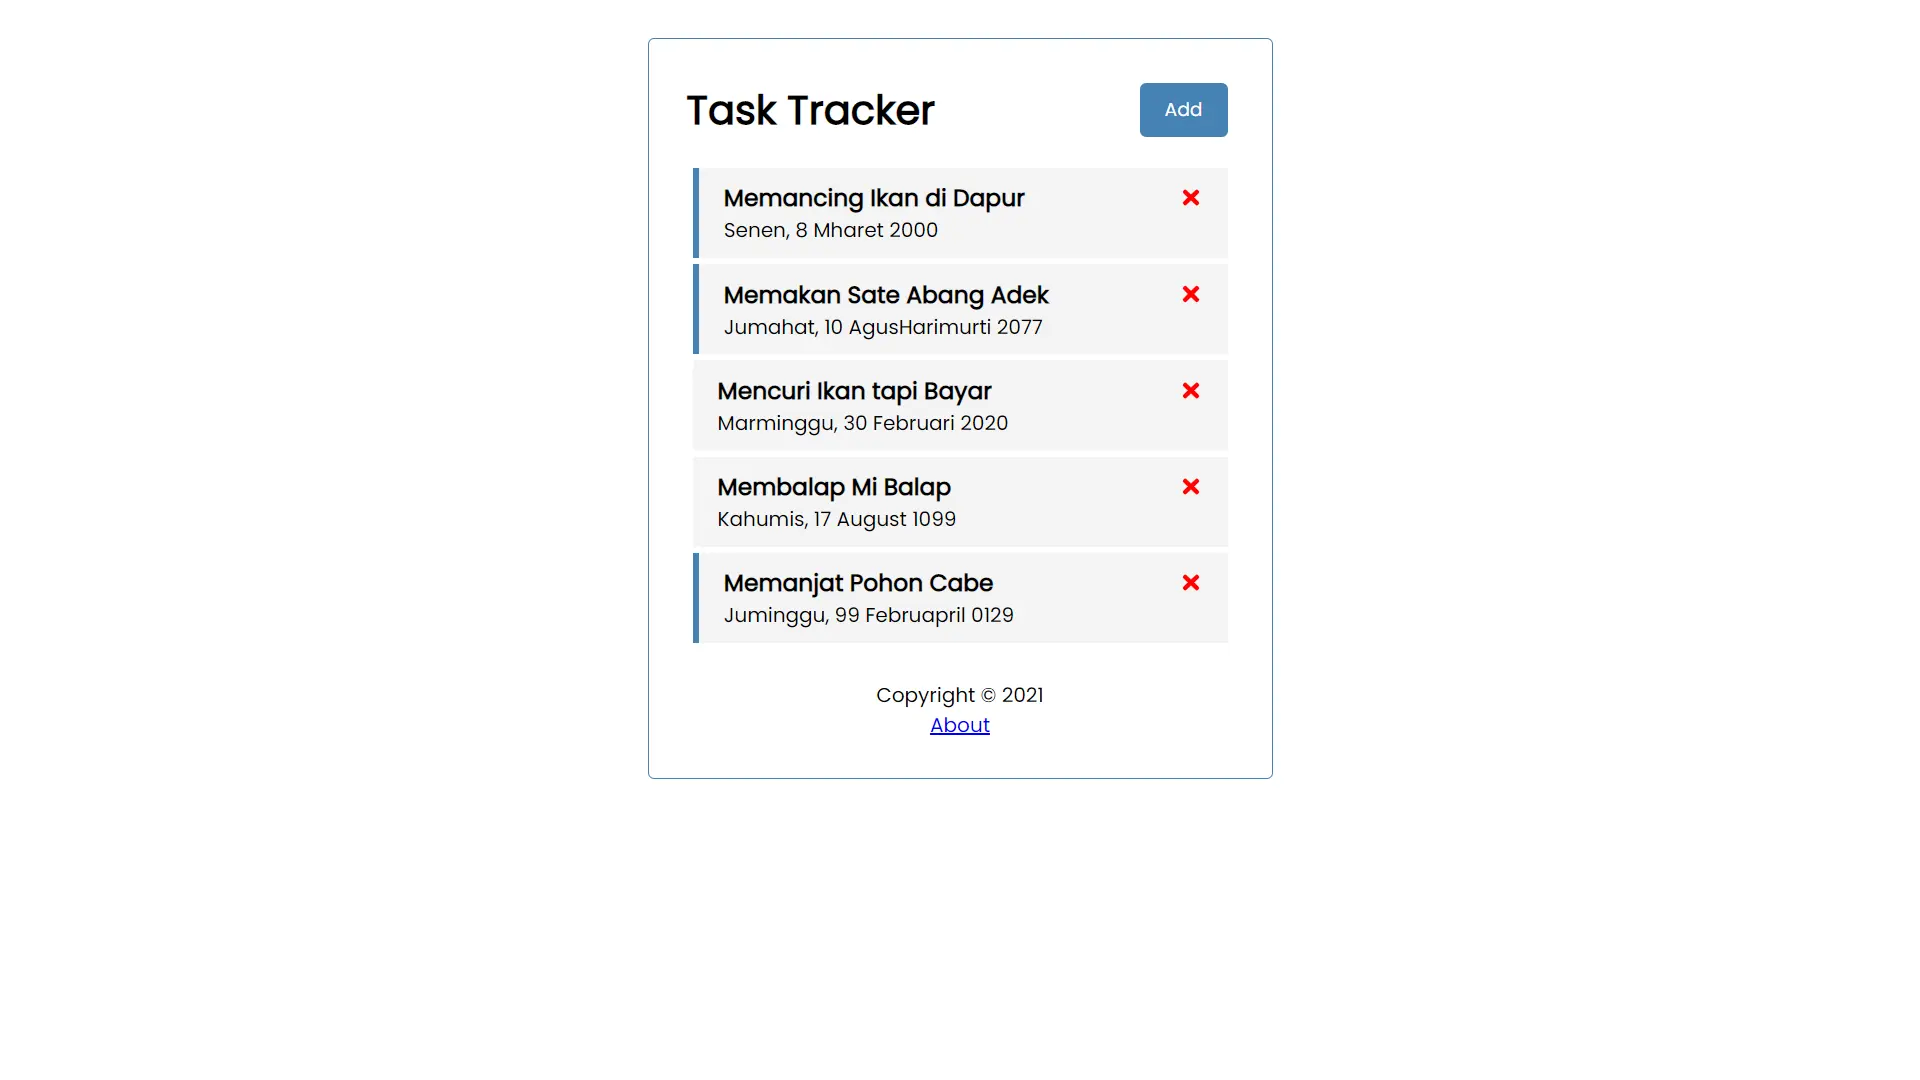 Task Tracker
Add
Memancing Ikan di Dapur
Senen, 8 Mharet 2000
Memakan Sate Abang Adek
Jumahat, 10 AgusHarimurti 2077
Mencuri Ikan tapi Bayar
Marminggu, 30 Februari 2020
Membalap Mi Balap
Kahumis, 17 August 1099
Memanjat Pohon Cabe
Juminggu, 99 Februapril 0129
Copyright © 2021
About